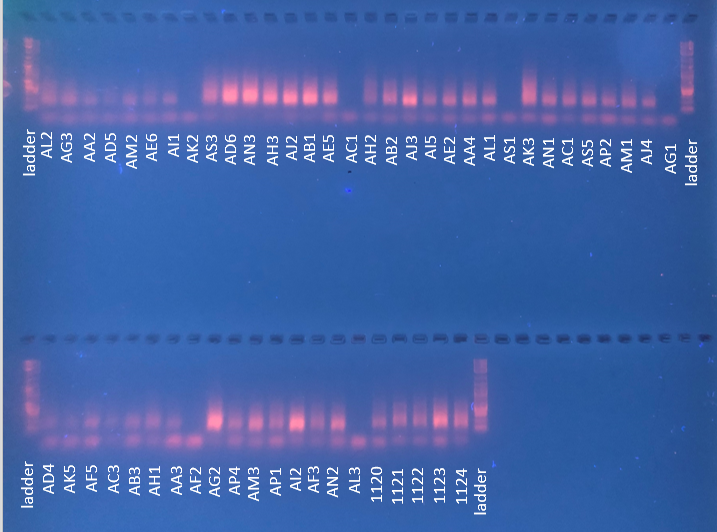 ladder AL2 AG3 AA2 AD5 AM2 AE6 AI1 AK2 AS3 AD6 AN3 AH3 AJ2 AB1 AE5 AC1 AH2 AB2 AJ3 AI5 AE2 AA4 AL1 AS1 AK3 AN1 AC1 AS5 AP2 AM1 AJ4 AG1 ladder
ladder AD4 AK5 AF5 AC3 AB3 AH1 AA3 AF2 AG2 AP4 AM3 AP1 AI2 AF3 AN2 AL3 1120 1121 1122 1123 1124 ladder